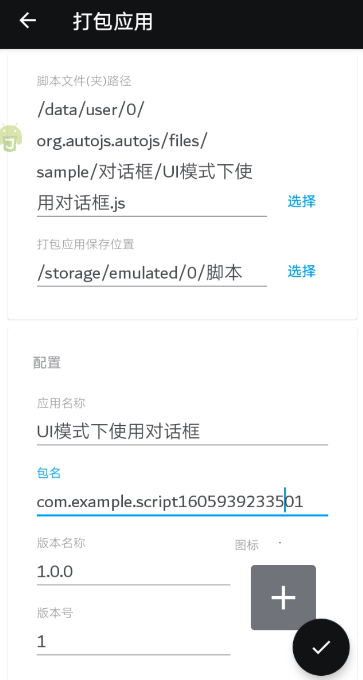 打包应用
脚本文件(夹)路径
/data/user/0/
org.autojs.autojs/files/
sample/对话框/UI模式下使
用对话框.js
选择
打包应用保存位置
/storage/emulated/0/脚本
选择
配置
应用名称
UI模式下使用对话框
包名
com.example.script1605939233501
版本名称
图标
1.0.0
版本号
1